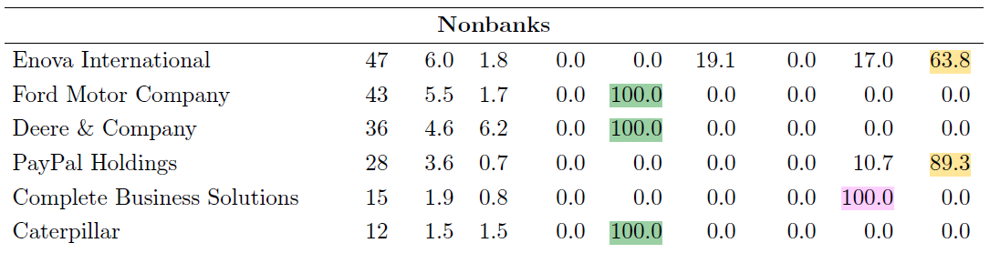 Nonbanks
Enova International 47 6.0 1.8 0.0 0.0 19.1 0.0 17.0 63.8
Ford Motor Company 43 5.5 1.7 0.0 100.0 0.0 0.0 0.0 0.0
Deere & Company 36 4.6 6.2 0.0 100.0 0.0 0.0 0.0 0.0
PayPal Holdings 28 3.6 0.7 0.0 0.0 0.0 0.0 10.7 89.3
Complete Business Solutions 15 1.9 0.8 0.0 0.0 0.0 0.0 100.0 0.0
Caterpillar 12 1.5 1.5 0.0 100.0 0.0 0.0 0.0 0.0